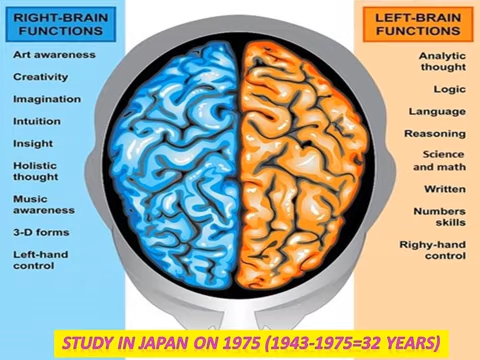 RIGHT-BRAIN
FUNCTIONS
Art awareness
Creativity
Imagination
Intuition
Insight
Holistic
thought
Music
awareness
3-D forms
Left-hand
control
LEFT-BRAIN
FUNCTIONS
Analytic
thought
Logic
Language
Reasoning
Science
and math
Written
Numbers
skills
Righy-hand
control
STUDY IN JAPAN ON 1975 (1943-1975=32 YEARS)